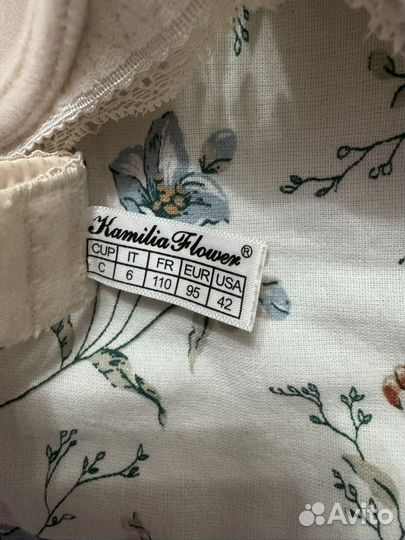 Kamilia Flower®
CUP IT FR EUR USA
C 6 110 95 42
Avito